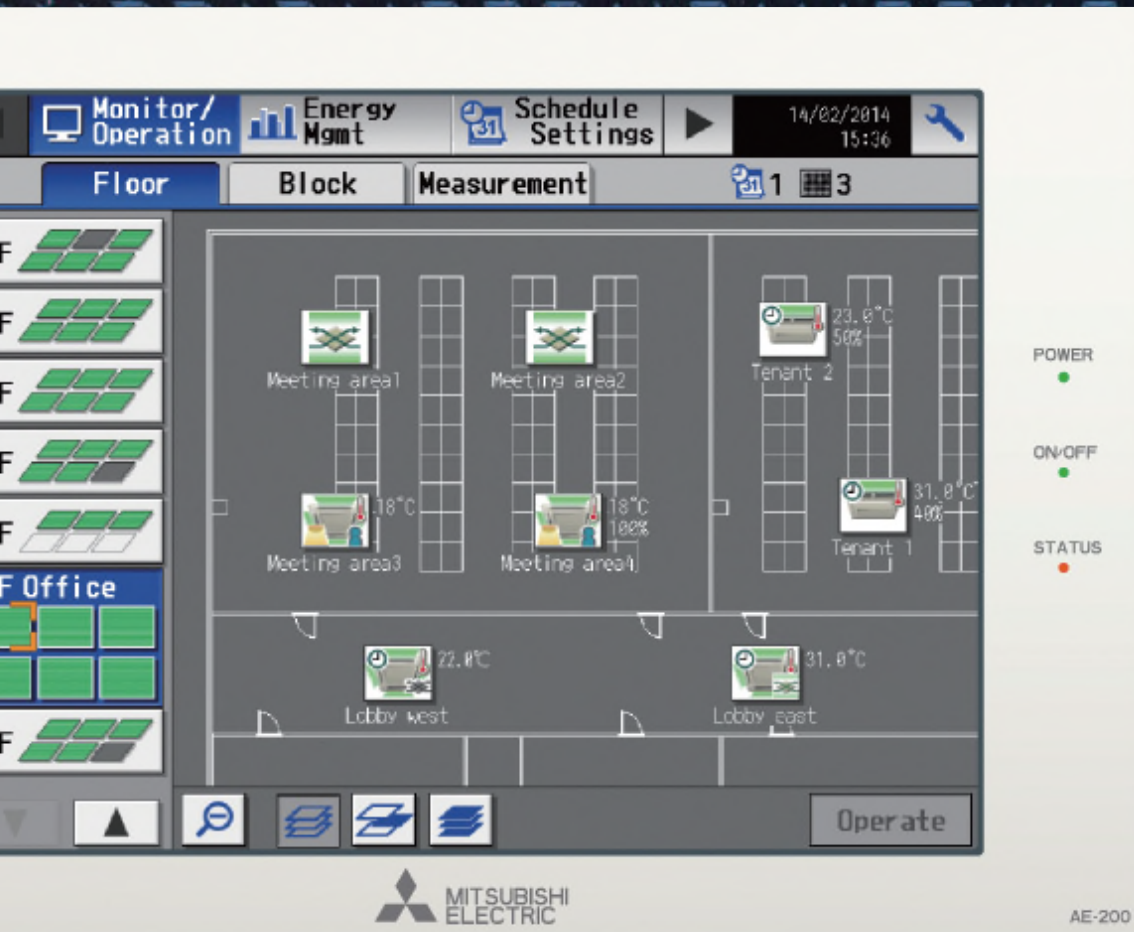 Monitor/
Operation
Energy
Mgmt
Schedule
Settings
31
14/02/2014
15:36
Floor
Block
Measurement
31
1
3
F
F
F
F
F
F Office
F
Meeting area1
Meeting area2
23.0°C
50%
Tenant 2
18°C
Meeting area3
18°C
100%
Meeting area4
31.0°C
40%
Tenant 1
22.0℃
Lobby west
31.0°C
Lobby east
Operate
POWER
ON/OFF
STATUS
MITSUBISHI
ELECTRIC
AE-200